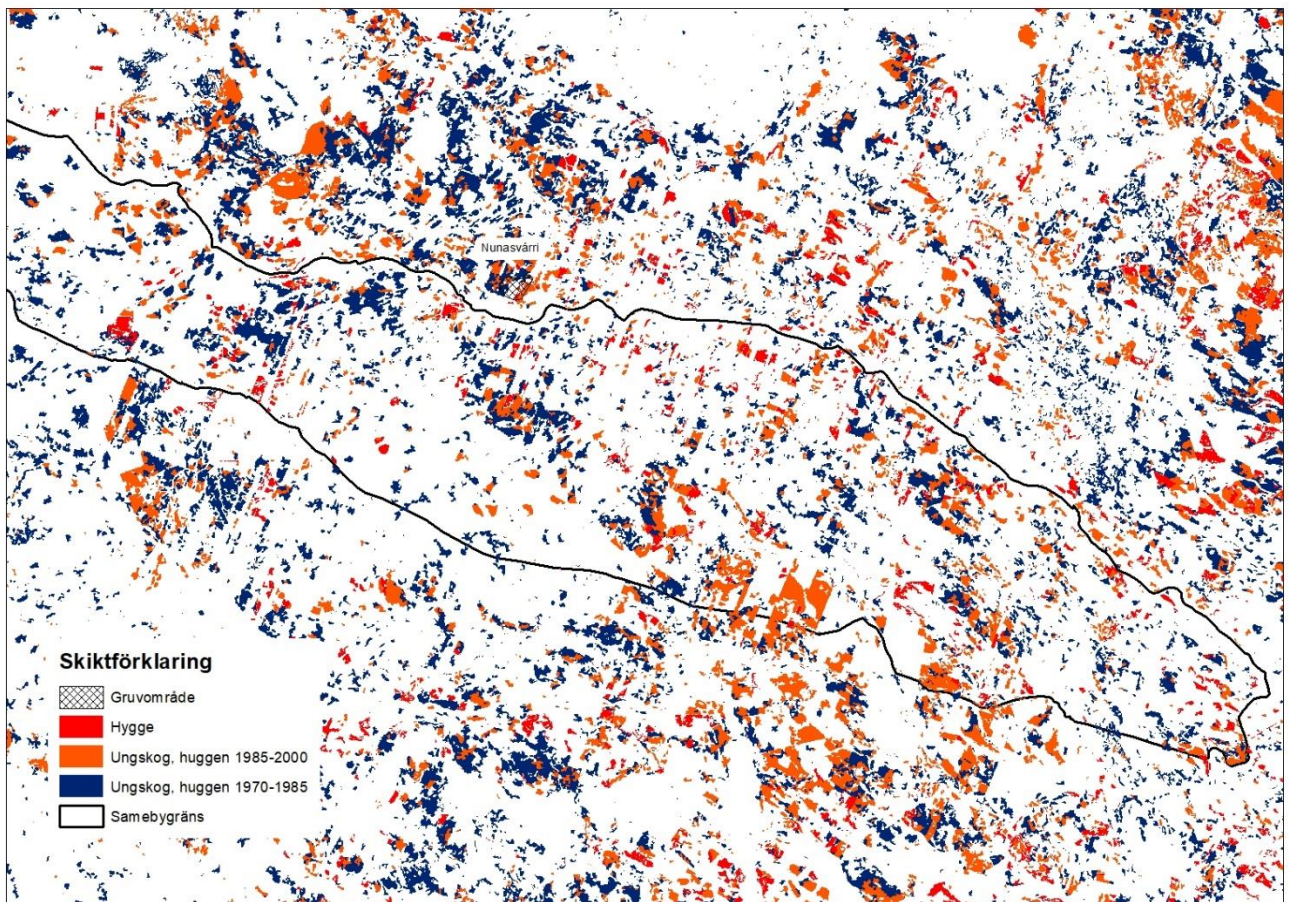 Nunasvárri
Skiktförklaring
Gruvområde
Hygge
Ungskog, huggen 1985-2000
Ungskog, huggen 1970-1985
Samebygräns